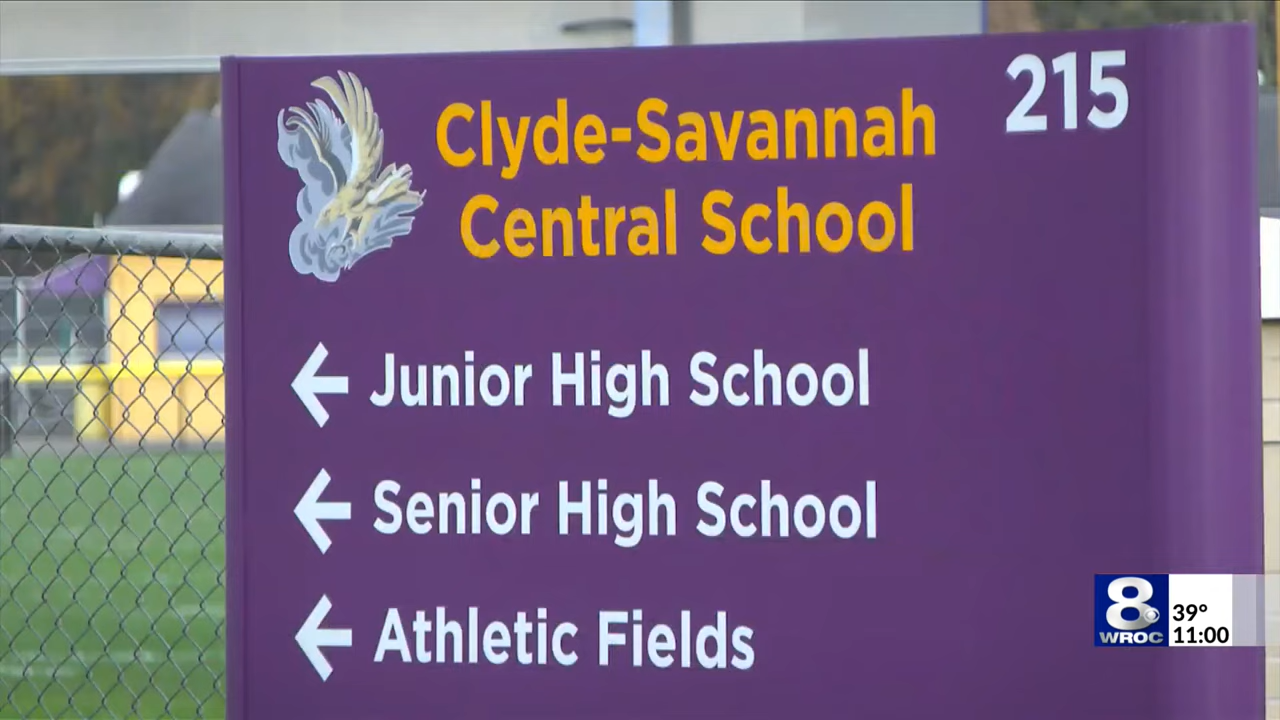 215
Clyde-Savannah
Central School
Junior High School
Senior High School
Athletic Fields
8
WROC
39°
11:00